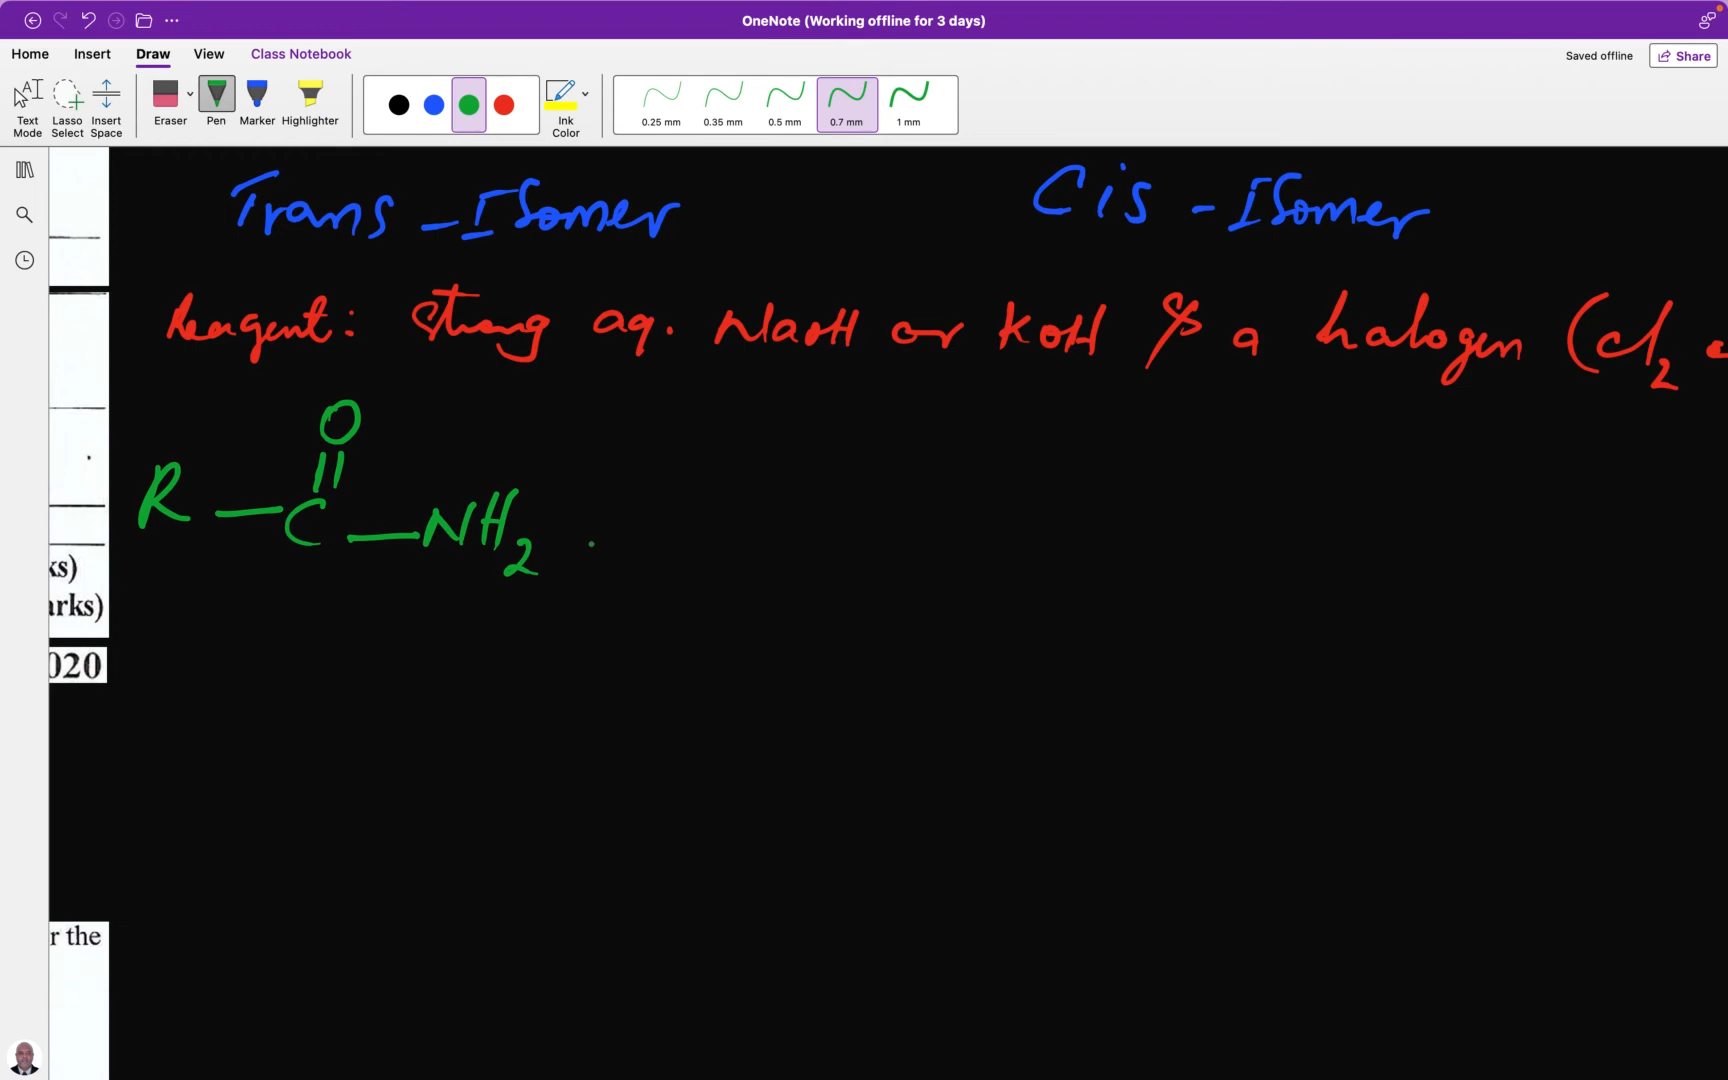 OneNote (Working offline for 3 days)
Home Insert Draw View Class Notebook
Saved offline Share
Text Mode Lasso Select Insert Space Eraser Pen Marker Highlighter Ink Color 0.25 mm 0.35 mm 0.5 mm 0.7 mm 1 mm
Trans - Isomer Cis - Isomer
Reagent: Strong aq. NaOH or KOH & a halogen (Cl2
O
R - C - NH2
ks)
arks)
020
r the